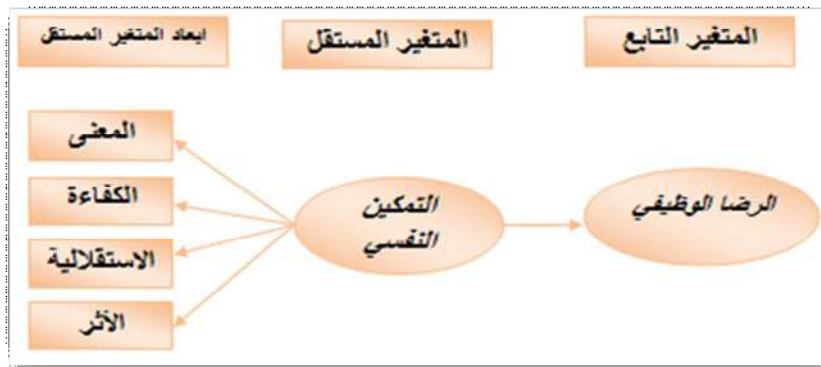 المتغير التابع
المتغير المستقل
ابعاد المتغير المستقل
المعنى
الكفاءة
الاستقلالية
الأثر
التمكين
النفسي
الرضا الوظيفي